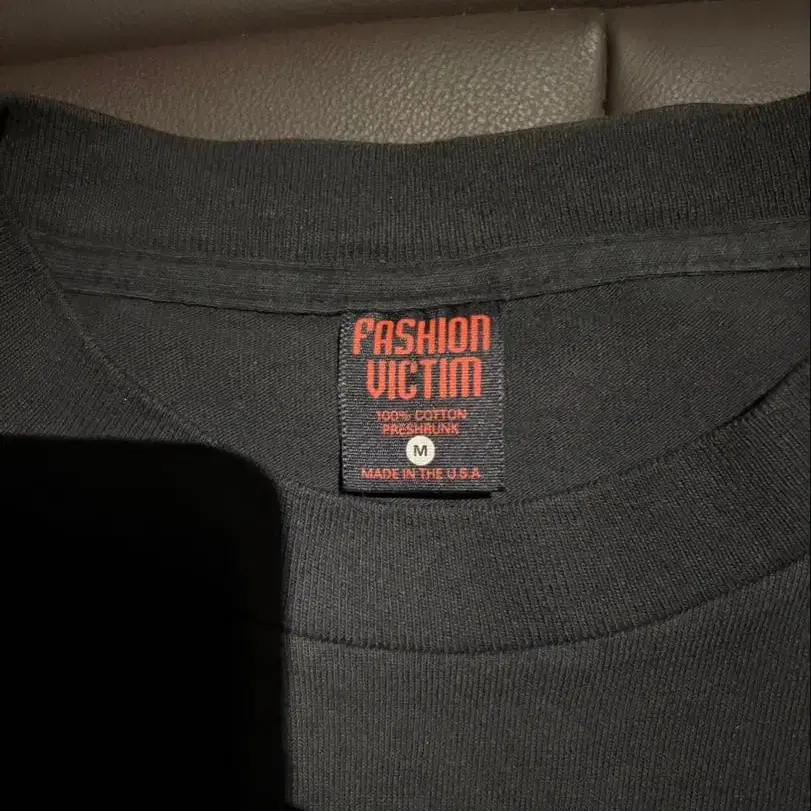 FASHION
VICTIM
100% COTTON
PRESHRUNK
M
MADE IN THE U.S.A